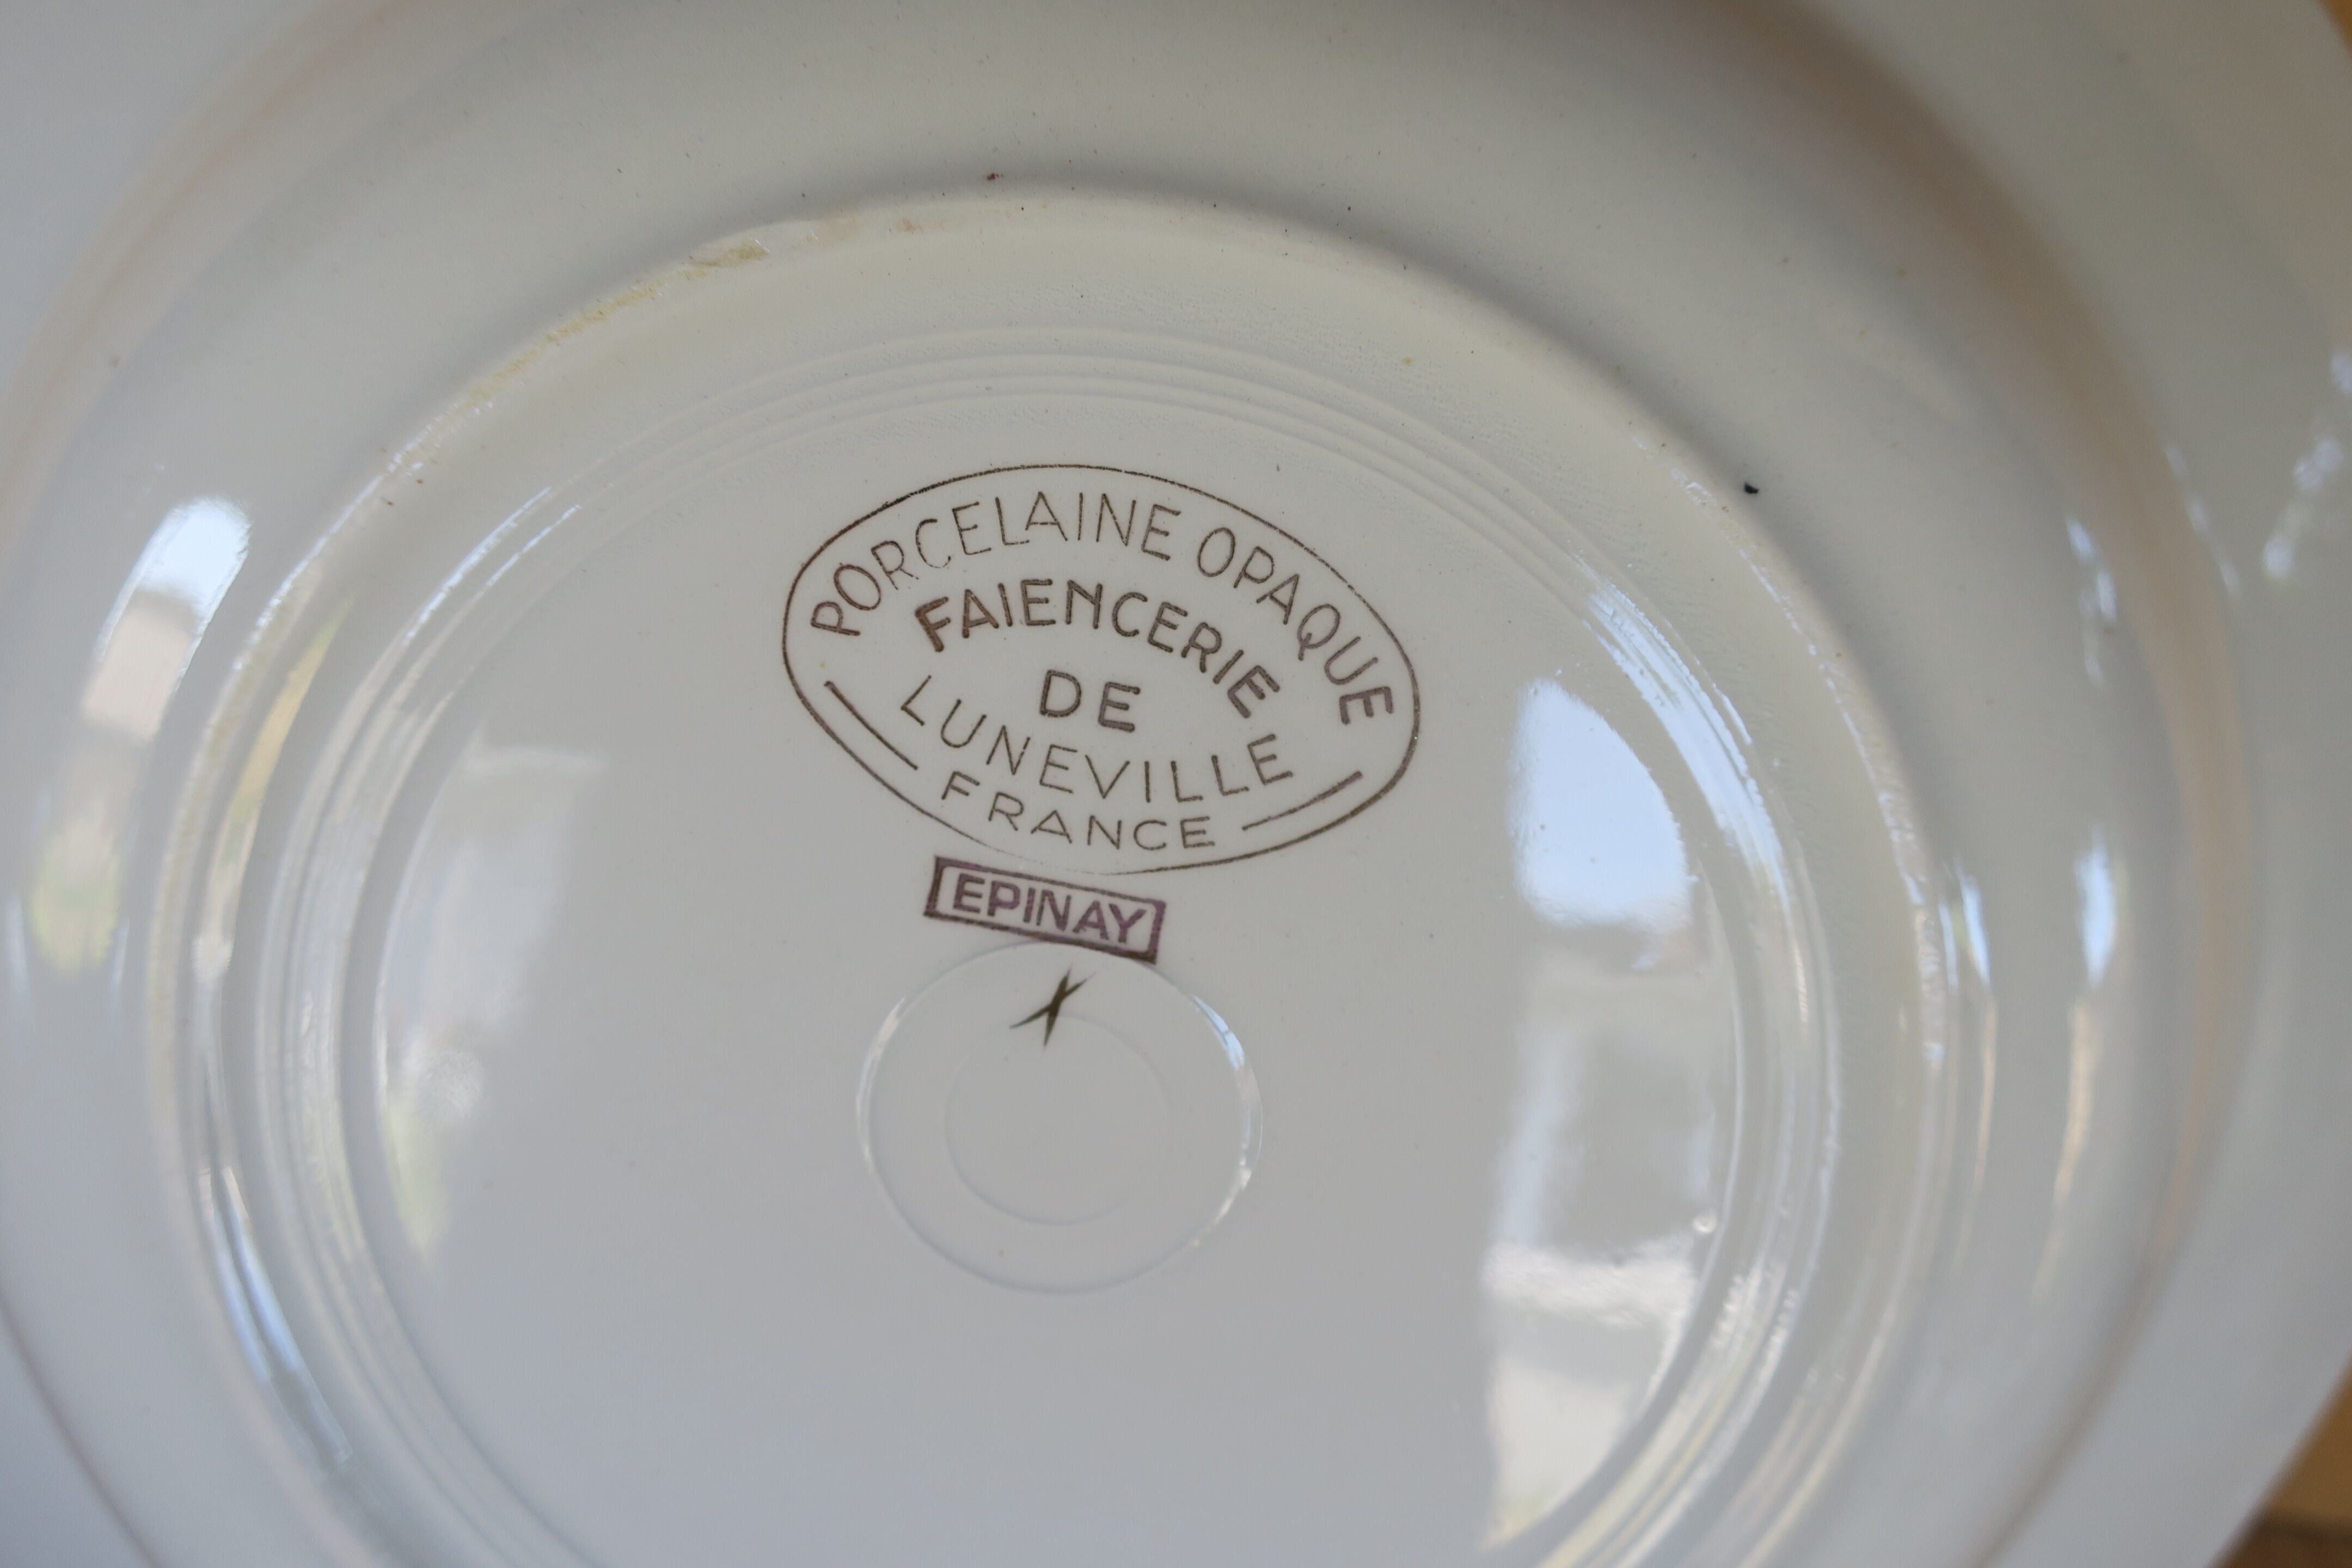 PORCELAINE OPAQUE
FAIENCERIE
DE
LUNEVILLE
FRANCE
EPINAY